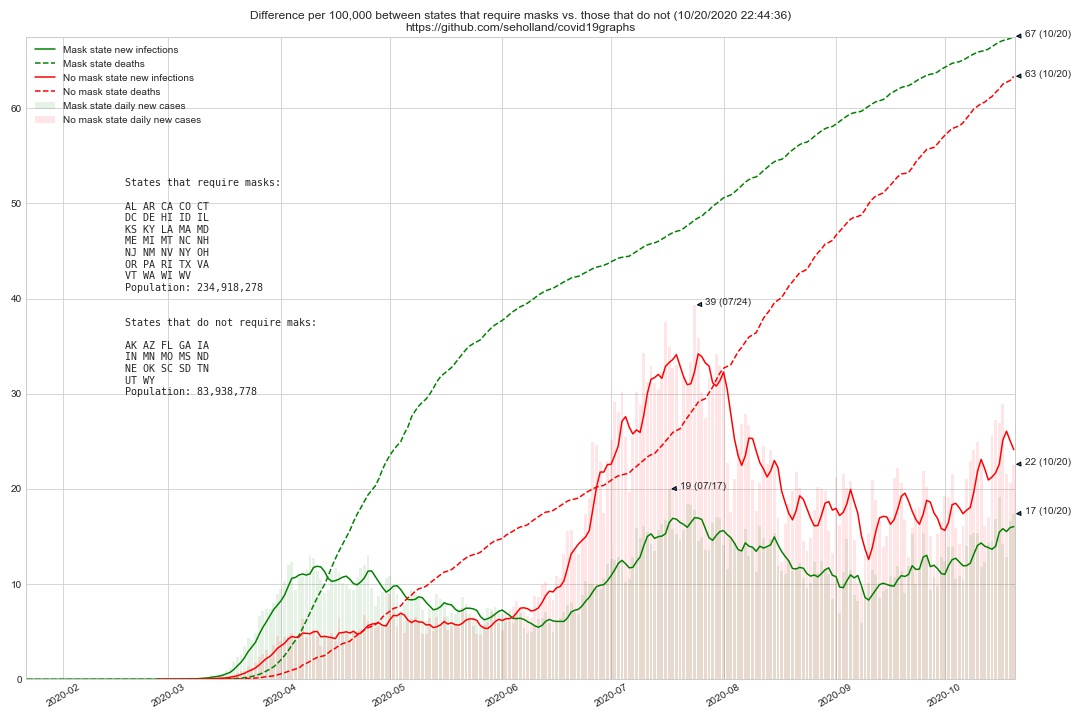 Difference per 100,000 between states that require masks vs. those that do not (10/20/2020 22:44:36)
https://github.com/seholland/covid19graphs
Mask state new infections
Mask state deaths
No mask state new infections
No mask state deaths
Mask state daily new cases
No mask state daily new cases
67 (10/20)
63 (10/20)
60
States that require masks:
AL AR CA CO CT
DC DE HI ID IL
KS KY LA MA MD
ME MI MT NC NH
NJ NM NV NY OH
OR PA RI TX VA
VT WA WI WV
Population: 234,918,278
50
40
39 (07/24)
States that do not require maks:
AK AZ FL GA IA
IN MN MO MS ND
NE OK SC SD TN
UT WY
Population: 83,938,778
30
22 (10/20)
20
19 (07/17)
17 (10/20)
10
0
2020-02
2020-03
2020-04
2020-05
2020-06
2020-07
2020-08
2020-09
2020-10